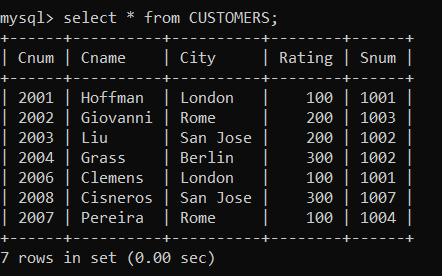 mysql> select * from CUSTOMERS;
+------+----------+----------+--------+------+
| Cnum | Cname    | City     | Rating | Snum |
+------+----------+----------+--------+------+
| 2001 | Hoffman  | London   |    100 | 1001 |
| 2002 | Giovanni | Rome     |    200 | 1003 |
| 2003 | Liu      | San Jose |    200 | 1002 |
| 2004 | Grass    | Berlin   |    300 | 1002 |
| 2006 | Clemens  | London   |    100 | 1001 |
| 2008 | Cisneros | San Jose |    300 | 1007 |
| 2007 | Pereira  | Rome     |    100 | 1004 |
+------+----------+----------+--------+------+
7 rows in set (0.00 sec)